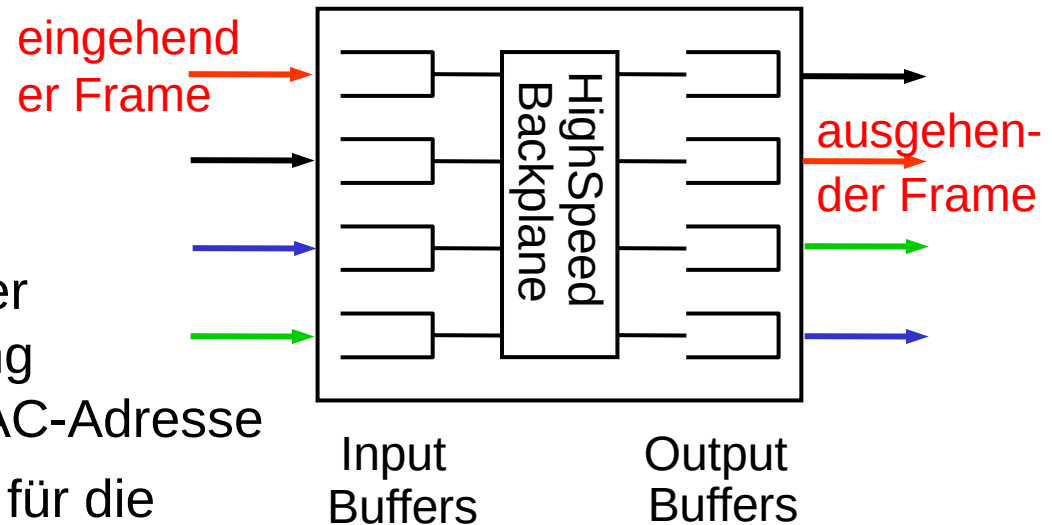 eingehend
er Frame
HighSpeed
Backplane
ausgehen-
der Frame
er
ng
AC-Adresse
für die
Input
Buffers
Output
Buffers